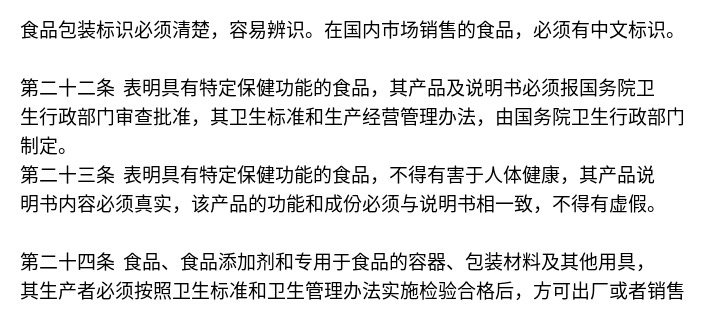 食品包装标识必须清楚，容易辨识。在国内市场销售的食品，必须有中文标识。
第二十二条 表明具有特定保健功能的食品，其产品及说明书必须报国务院卫
生行政部门审查批准，其卫生标准和生产经营管理办法，由国务院卫生行政部门
制定。
第二十三条 表明具有特定保健功能的食品，不得有害于人体健康，其产品说
明书内容必须真实，该产品的功能和成份必须与说明书相一致，不得有虚假。
第二十四条 食品、食品添加剂和专用于食品的容器、包装材料及其他用具，
其生产者必须按照卫生标准和卫生管理办法实施检验合格后，方可出厂或者销售